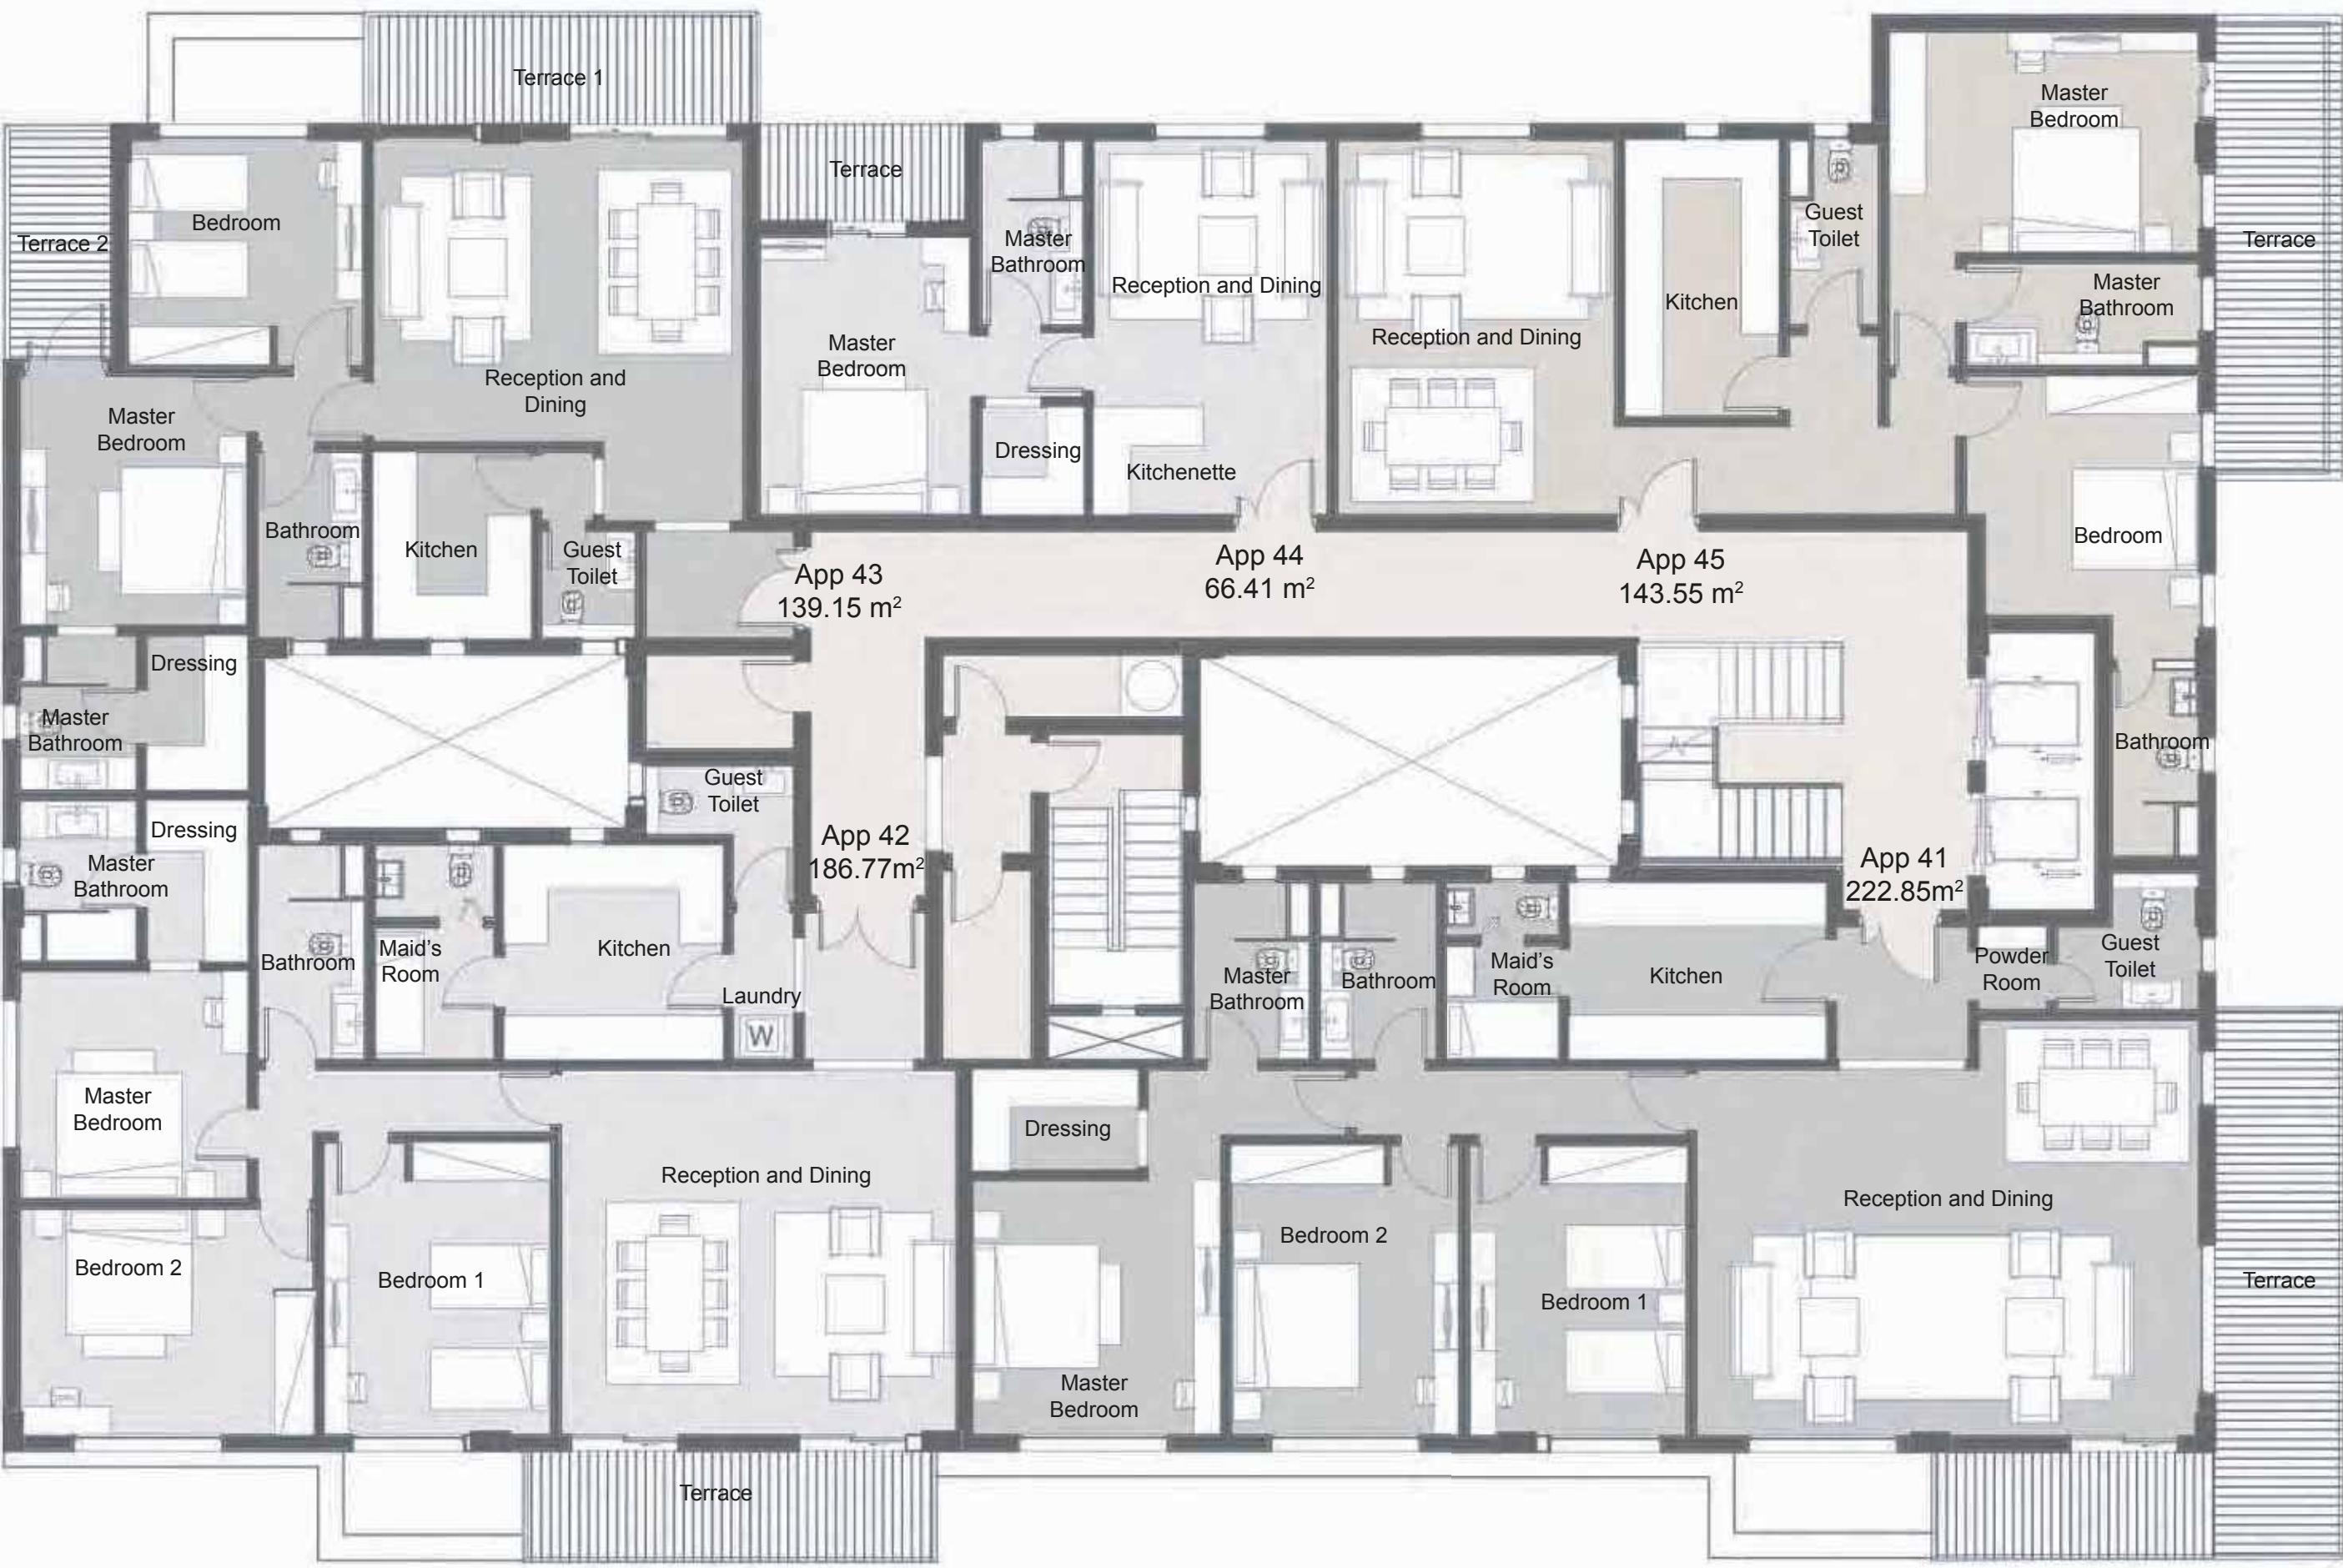 Terrace 1
Terrace 2
Bedroom
Reception and
Dining
Master
Bedroom
Bathroom
Kitchen
Guest
Toilet
Dressing
Master
Bathroom
App 43
139.15 m²
Terrace
Master
Bedroom
Master
Bathroom
Dressing
Reception and Dining
Kitchenette
App 44
66.41 m²
Reception and Dining
Kitchen
Guest
Toilet
Master
Bedroom
Terrace
Master
Bathroom
Bedroom
Bathroom
App 45
143.55 m²
Dressing
Master
Bathroom
Guest
Toilet
App 42
186.77m²
Bathroom
Maid's
Room
Kitchen
Laundry
W
Master
Bedroom
Bedroom 2
Bedroom 1
Reception and Dining
Terrace
App 41
222.85m²
Master
Bathroom
Bathroom
Maid's
Room
Kitchen
Powder
Room
Guest
Toilet
Dressing
Master
Bedroom
Bedroom 2
Bedroom 1
Reception and Dining
Terrace